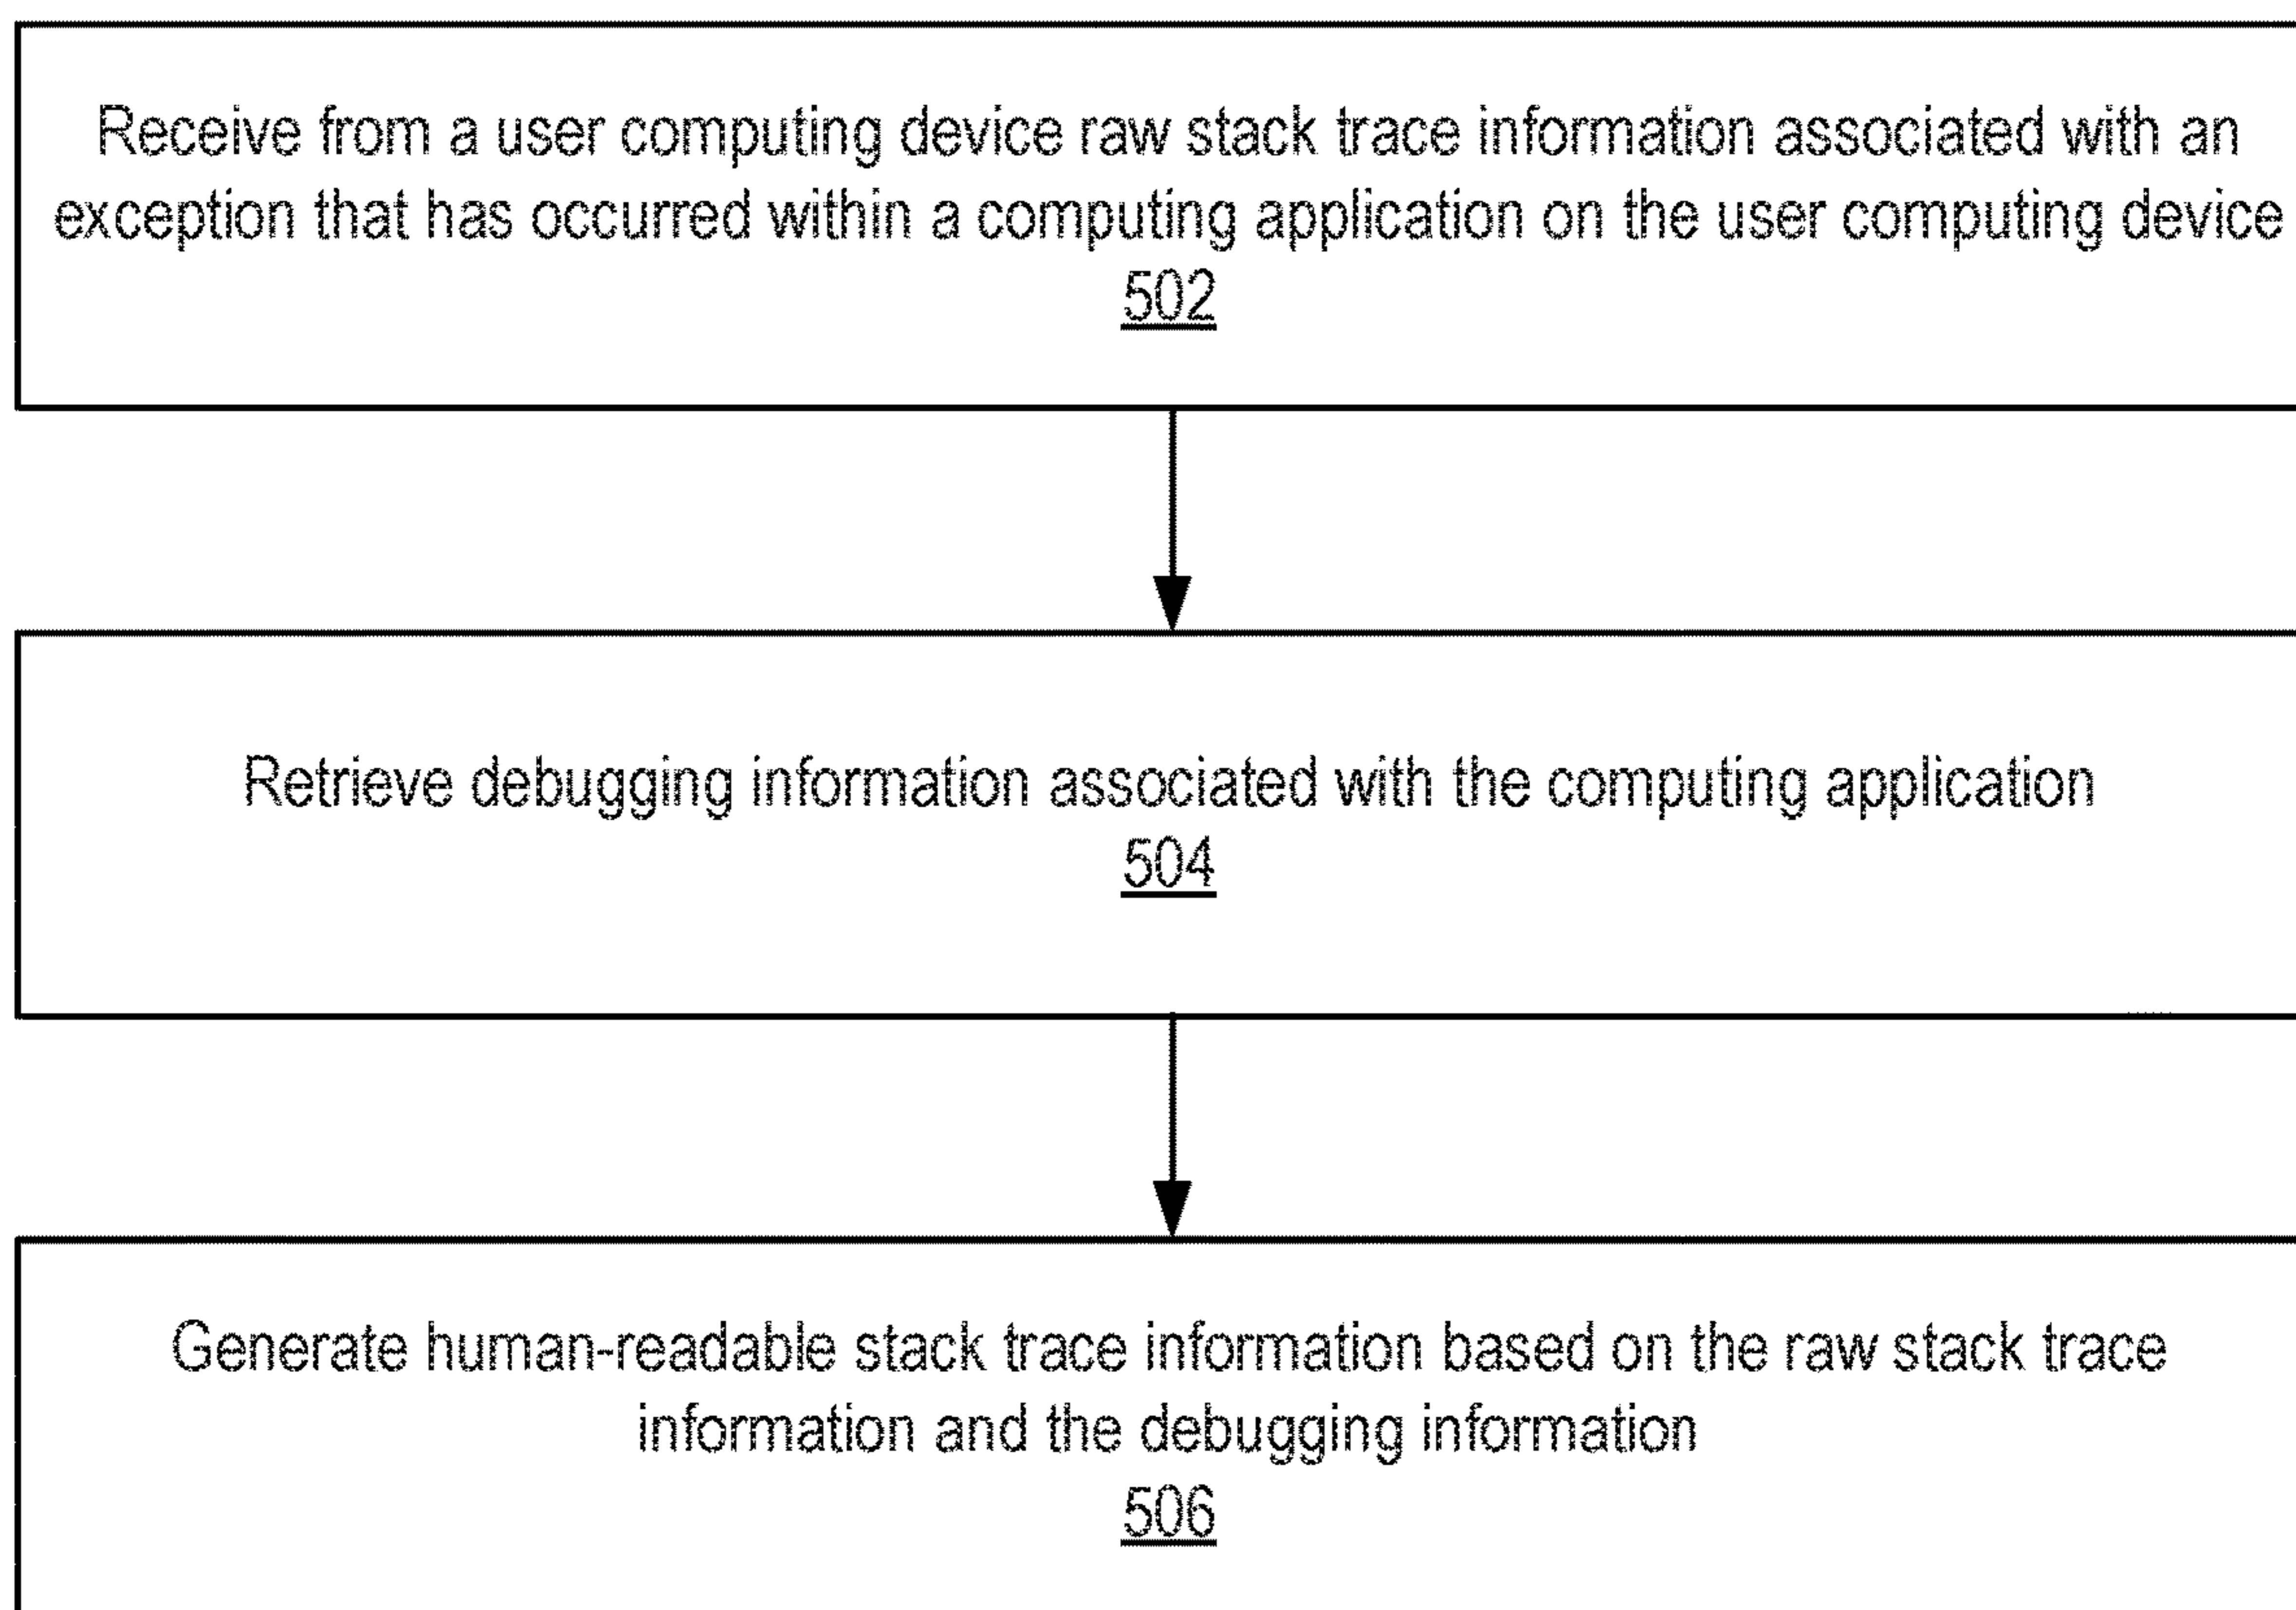 Receive from a user computing device raw stack trace information associated with an
exception that has occurred within a computing application on the user computing device
502
Retrieve debugging information associated with the computing application
504
Generate human-readable stack trace information based on the raw stack trace
information and the debugging information
506